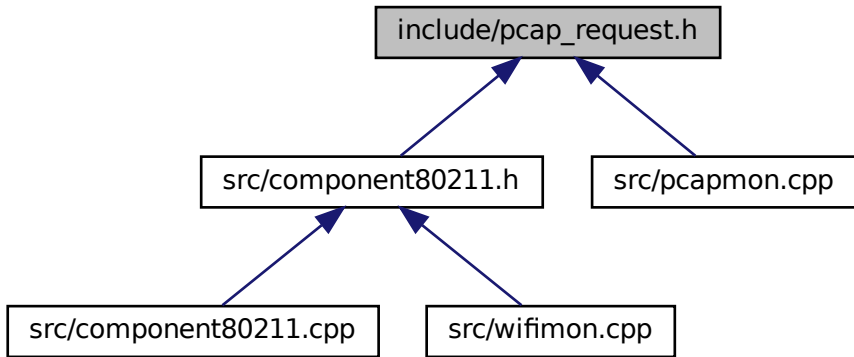 include/pcap_request.h
src/component80211.h
src/pcapmon.cpp
src/component80211.cpp
src/wifimon.cpp